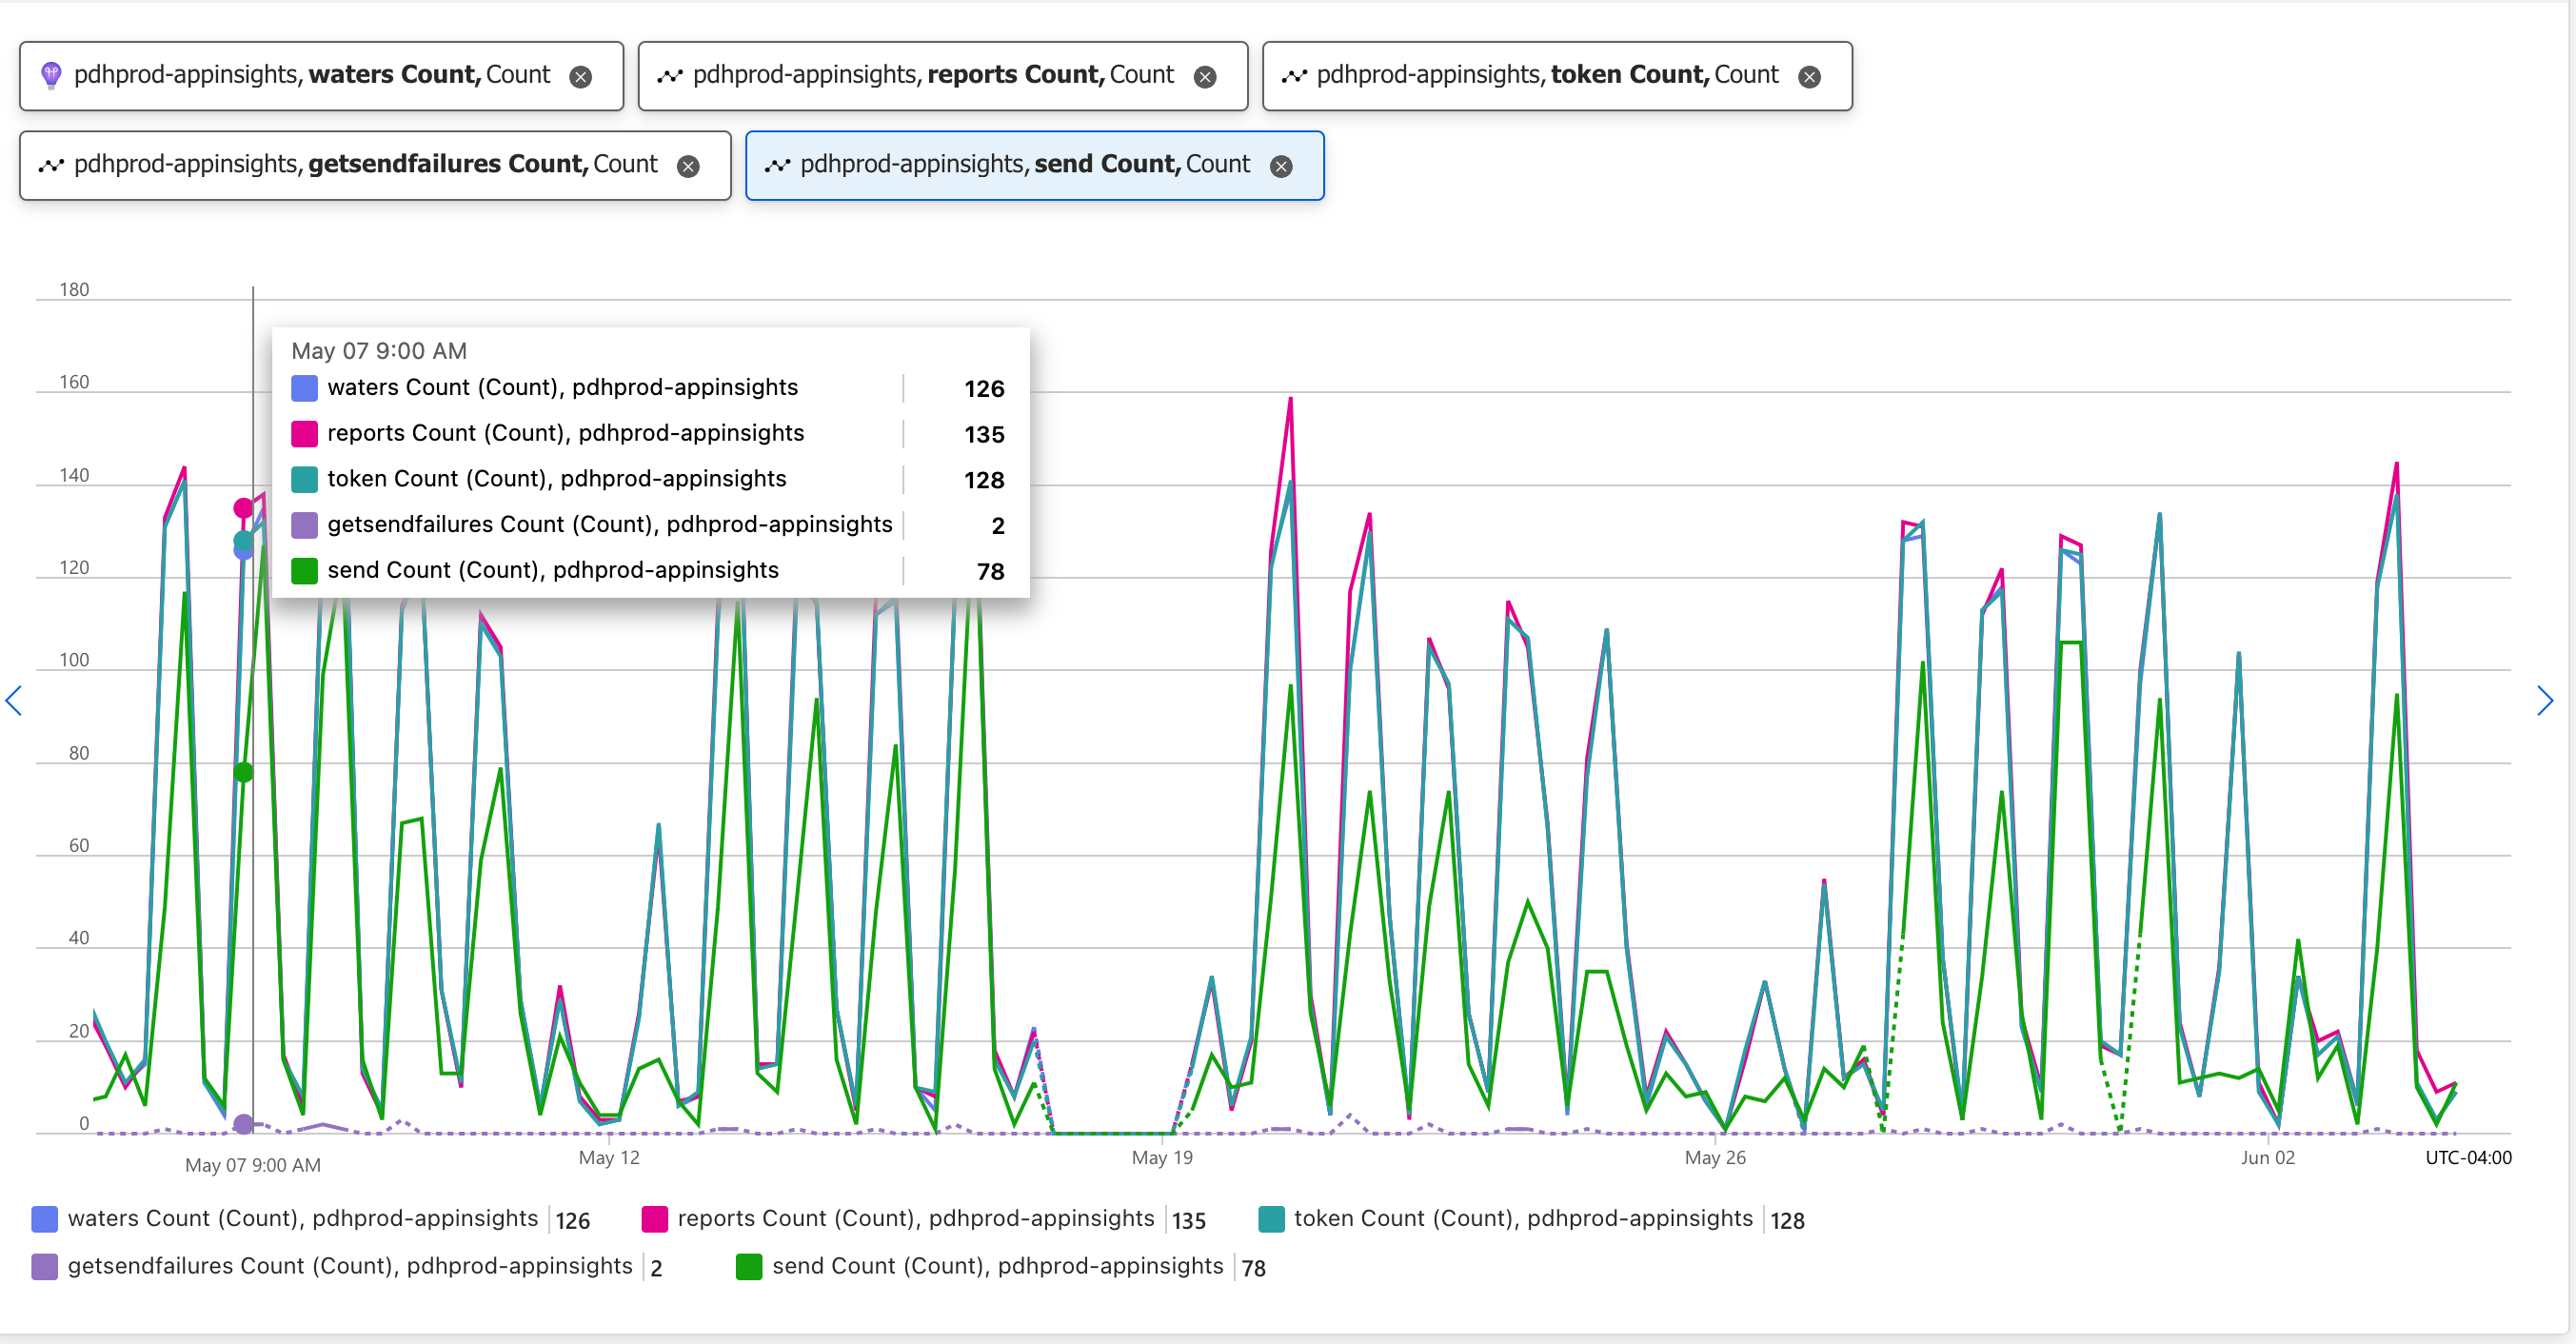 pdhprod-appinsights, waters Count, Count
pdhprod-appinsights, reports Count, Count
pdhprod-appinsights, token Count, Count
pdhprod-appinsights, getsendfailures Count, Count
pdhprod-appinsights, send Count, Count
180
160
140
120
100
80
60
40
20
0
May 07 9:00 AM
waters Count (Count), pdhprod-appinsights 126
reports Count (Count), pdhprod-appinsights 135
token Count (Count), pdhprod-appinsights 128
getsendfailures Count (Count), pdhprod-appinsights 2
send Count (Count), pdhprod-appinsights 78
May 07 9:00 AM
May 12
May 19
May 26
Jun 02
UTC-04:00
waters Count (Count), pdhprod-appinsights 126
reports Count (Count), pdhprod-appinsights 135
token Count (Count), pdhprod-appinsights 128
getsendfailures Count (Count), pdhprod-appinsights 2
send Count (Count), pdhprod-appinsights 78